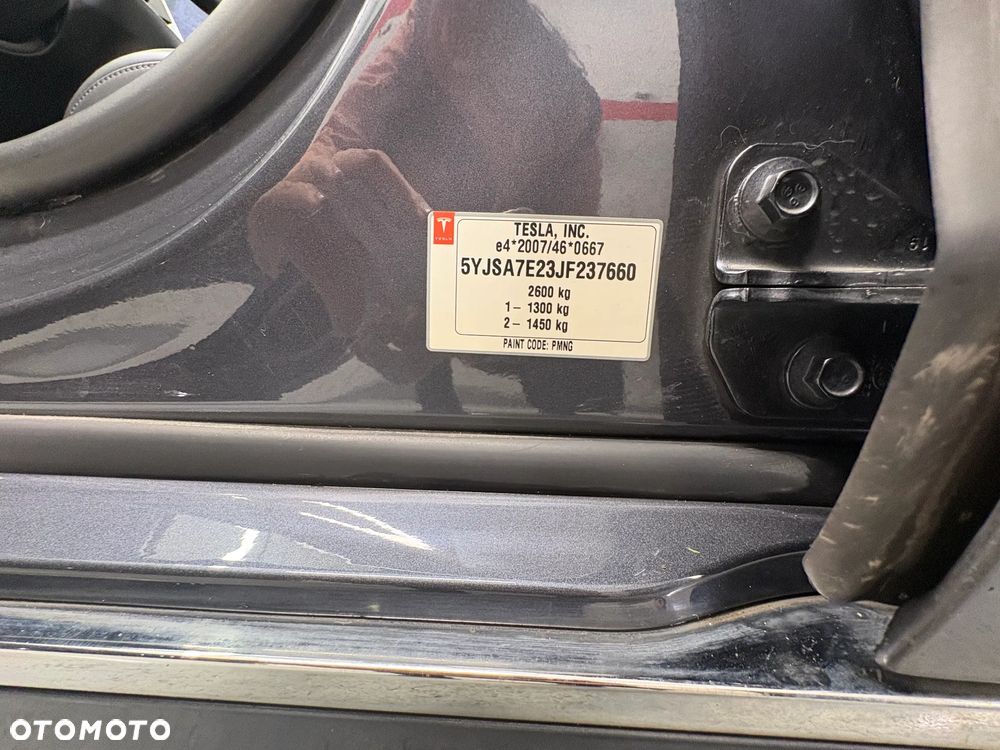 TESLA
TESLA, INC.
e4*2007/46*0667
5YJSA7E23JF237660
2600 kg
1 – 1300 kg
2 – 1450 kg
PAINT CODE: PMNG
OTOMOTO